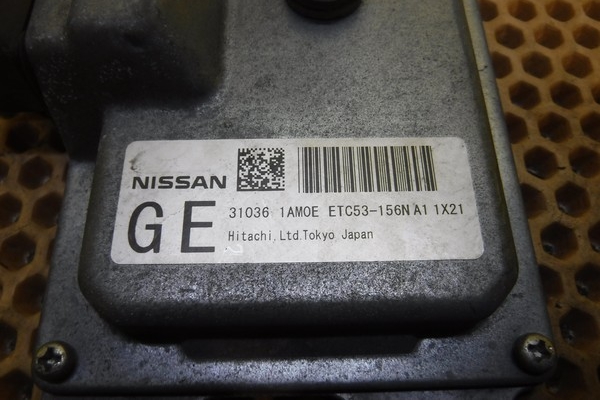 NISSAN
GE
31036 1AM0E ETC53-156N A1 1X21
Hitachi,Ltd.Tokyo Japan